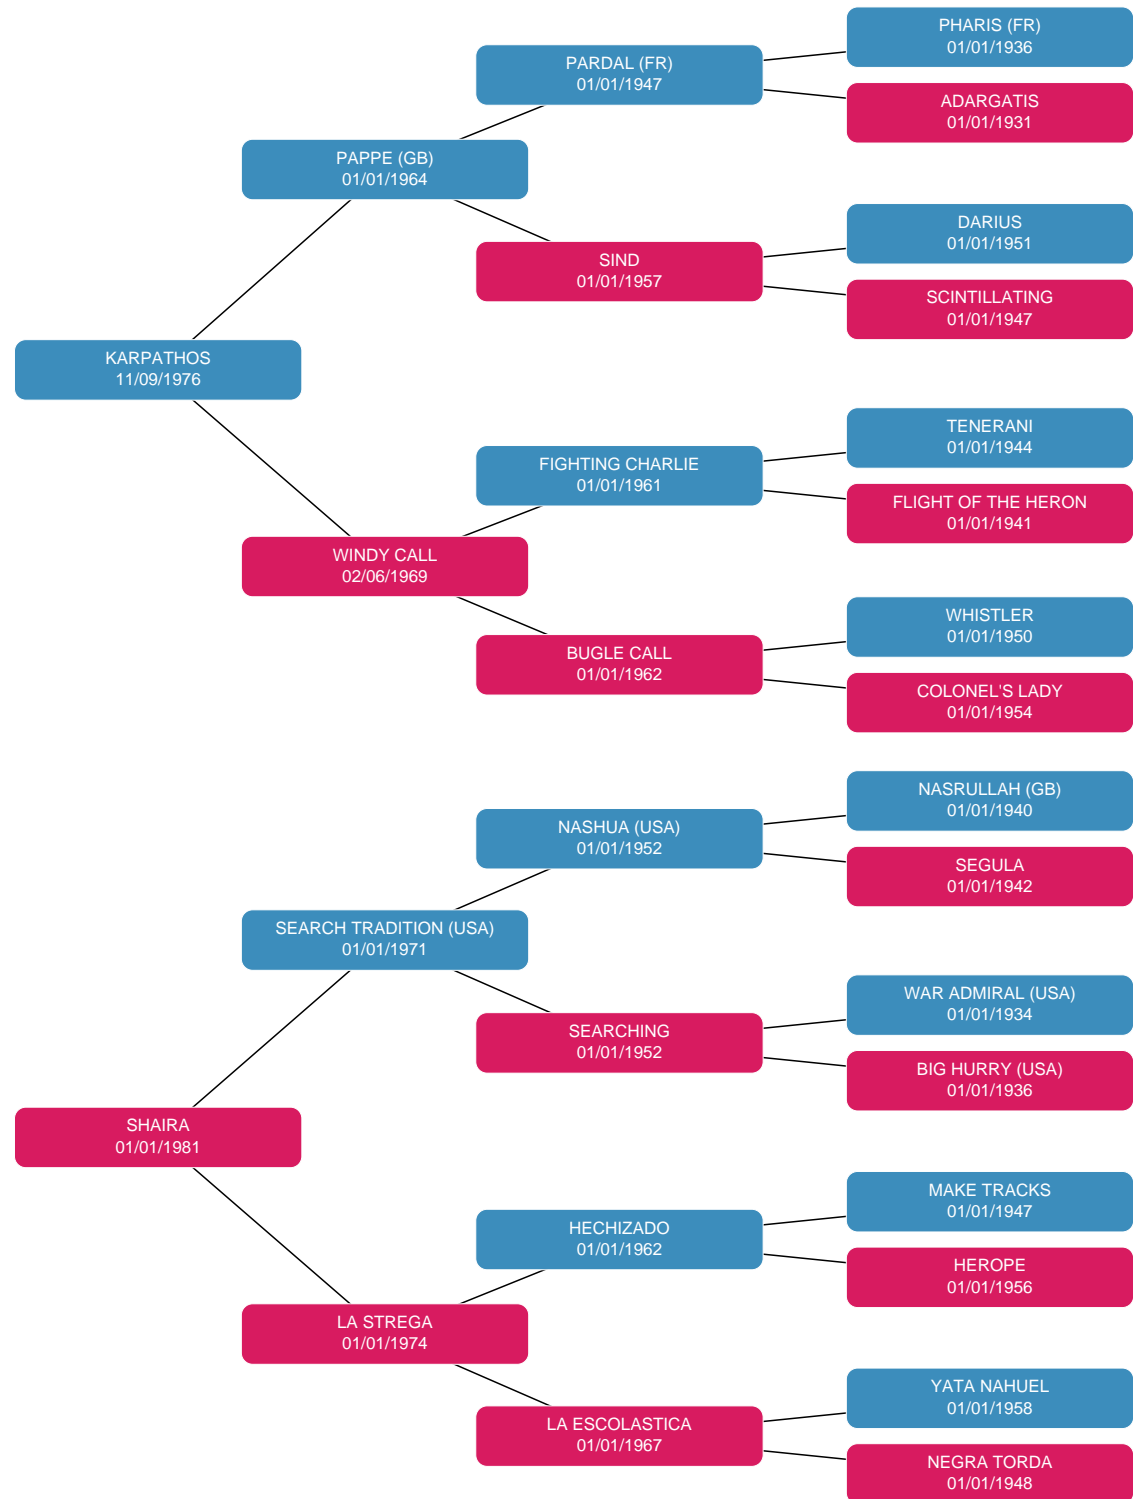 PHARIS (FR)
01/01/1936
PARDAL (FR)
01/01/1947
ADARGATIS
01/01/1931
PAPPE (GB)
01/01/1964
DARIUS
01/01/1951
SIND
01/01/1957
SCINTILLATING
01/01/1947
KARPATHOS
11/09/1976
TENERANI
01/01/1944
FIGHTING CHARLIE
01/01/1961
FLIGHT OF THE HERON
01/01/1941
WINDY CALL
02/06/1969
WHISTLER
01/01/1950
BUGLE CALL
01/01/1962
COLONEL'S LADY
01/01/1954
NASRULLAH (GB)
01/01/1940
NASHUA (USA)
01/01/1952
SEGULA
01/01/1942
SEARCH TRADITION (USA)
01/01/1971
WAR ADMIRAL (USA)
01/01/1934
SEARCHING
01/01/1952
BIG HURRY (USA)
01/01/1936
SHAIRA
01/01/1981
MAKE TRACKS
01/01/1947
HECHIZADO
01/01/1962
HEROPE
01/01/1956
LA STREGA
01/01/1974
YATA NAHUEL
01/01/1958
LA ESCOLASTICA
01/01/1967
NEGRA TORDA
01/01/1948